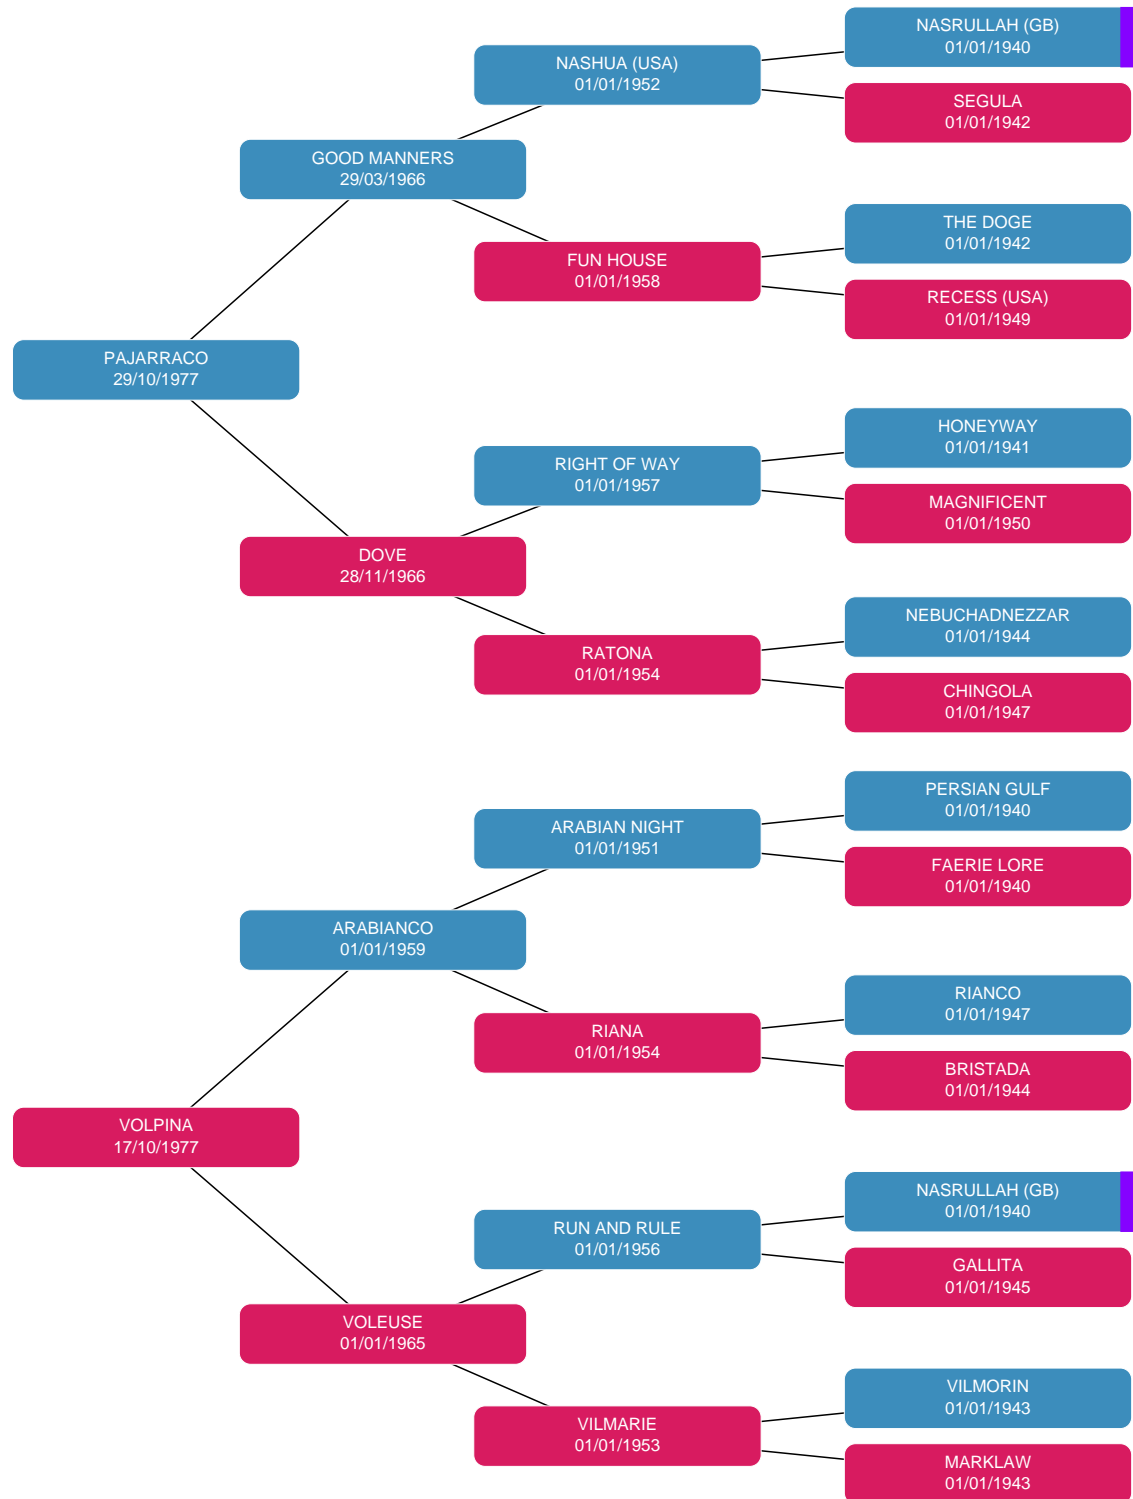 NASRULLAH (GB)
01/01/1940
NASHUA (USA)
01/01/1952
SEGULA
01/01/1942
GOOD MANNERS
29/03/1966
THE DOGE
01/01/1942
FUN HOUSE
01/01/1958
RECESS (USA)
01/01/1949
PAJARRACO
29/10/1977
HONEYWAY
01/01/1941
RIGHT OF WAY
01/01/1957
MAGNIFICENT
01/01/1950
DOVE
28/11/1966
NEBUCHADNEZZAR
01/01/1944
RATONA
01/01/1954
CHINGOLA
01/01/1947
PERSIAN GULF
01/01/1940
ARABIAN NIGHT
01/01/1951
FAERIE LORE
01/01/1940
ARABIANCO
01/01/1959
RIANCO
01/01/1947
RIANA
01/01/1954
BRISTADA
01/01/1944
VOLPINA
17/10/1977
NASRULLAH (GB)
01/01/1940
RUN AND RULE
01/01/1956
GALLITA
01/01/1945
VOLEUSE
01/01/1965
VILMORIN
01/01/1943
VILMARIE
01/01/1953
MARKLAW
01/01/1943